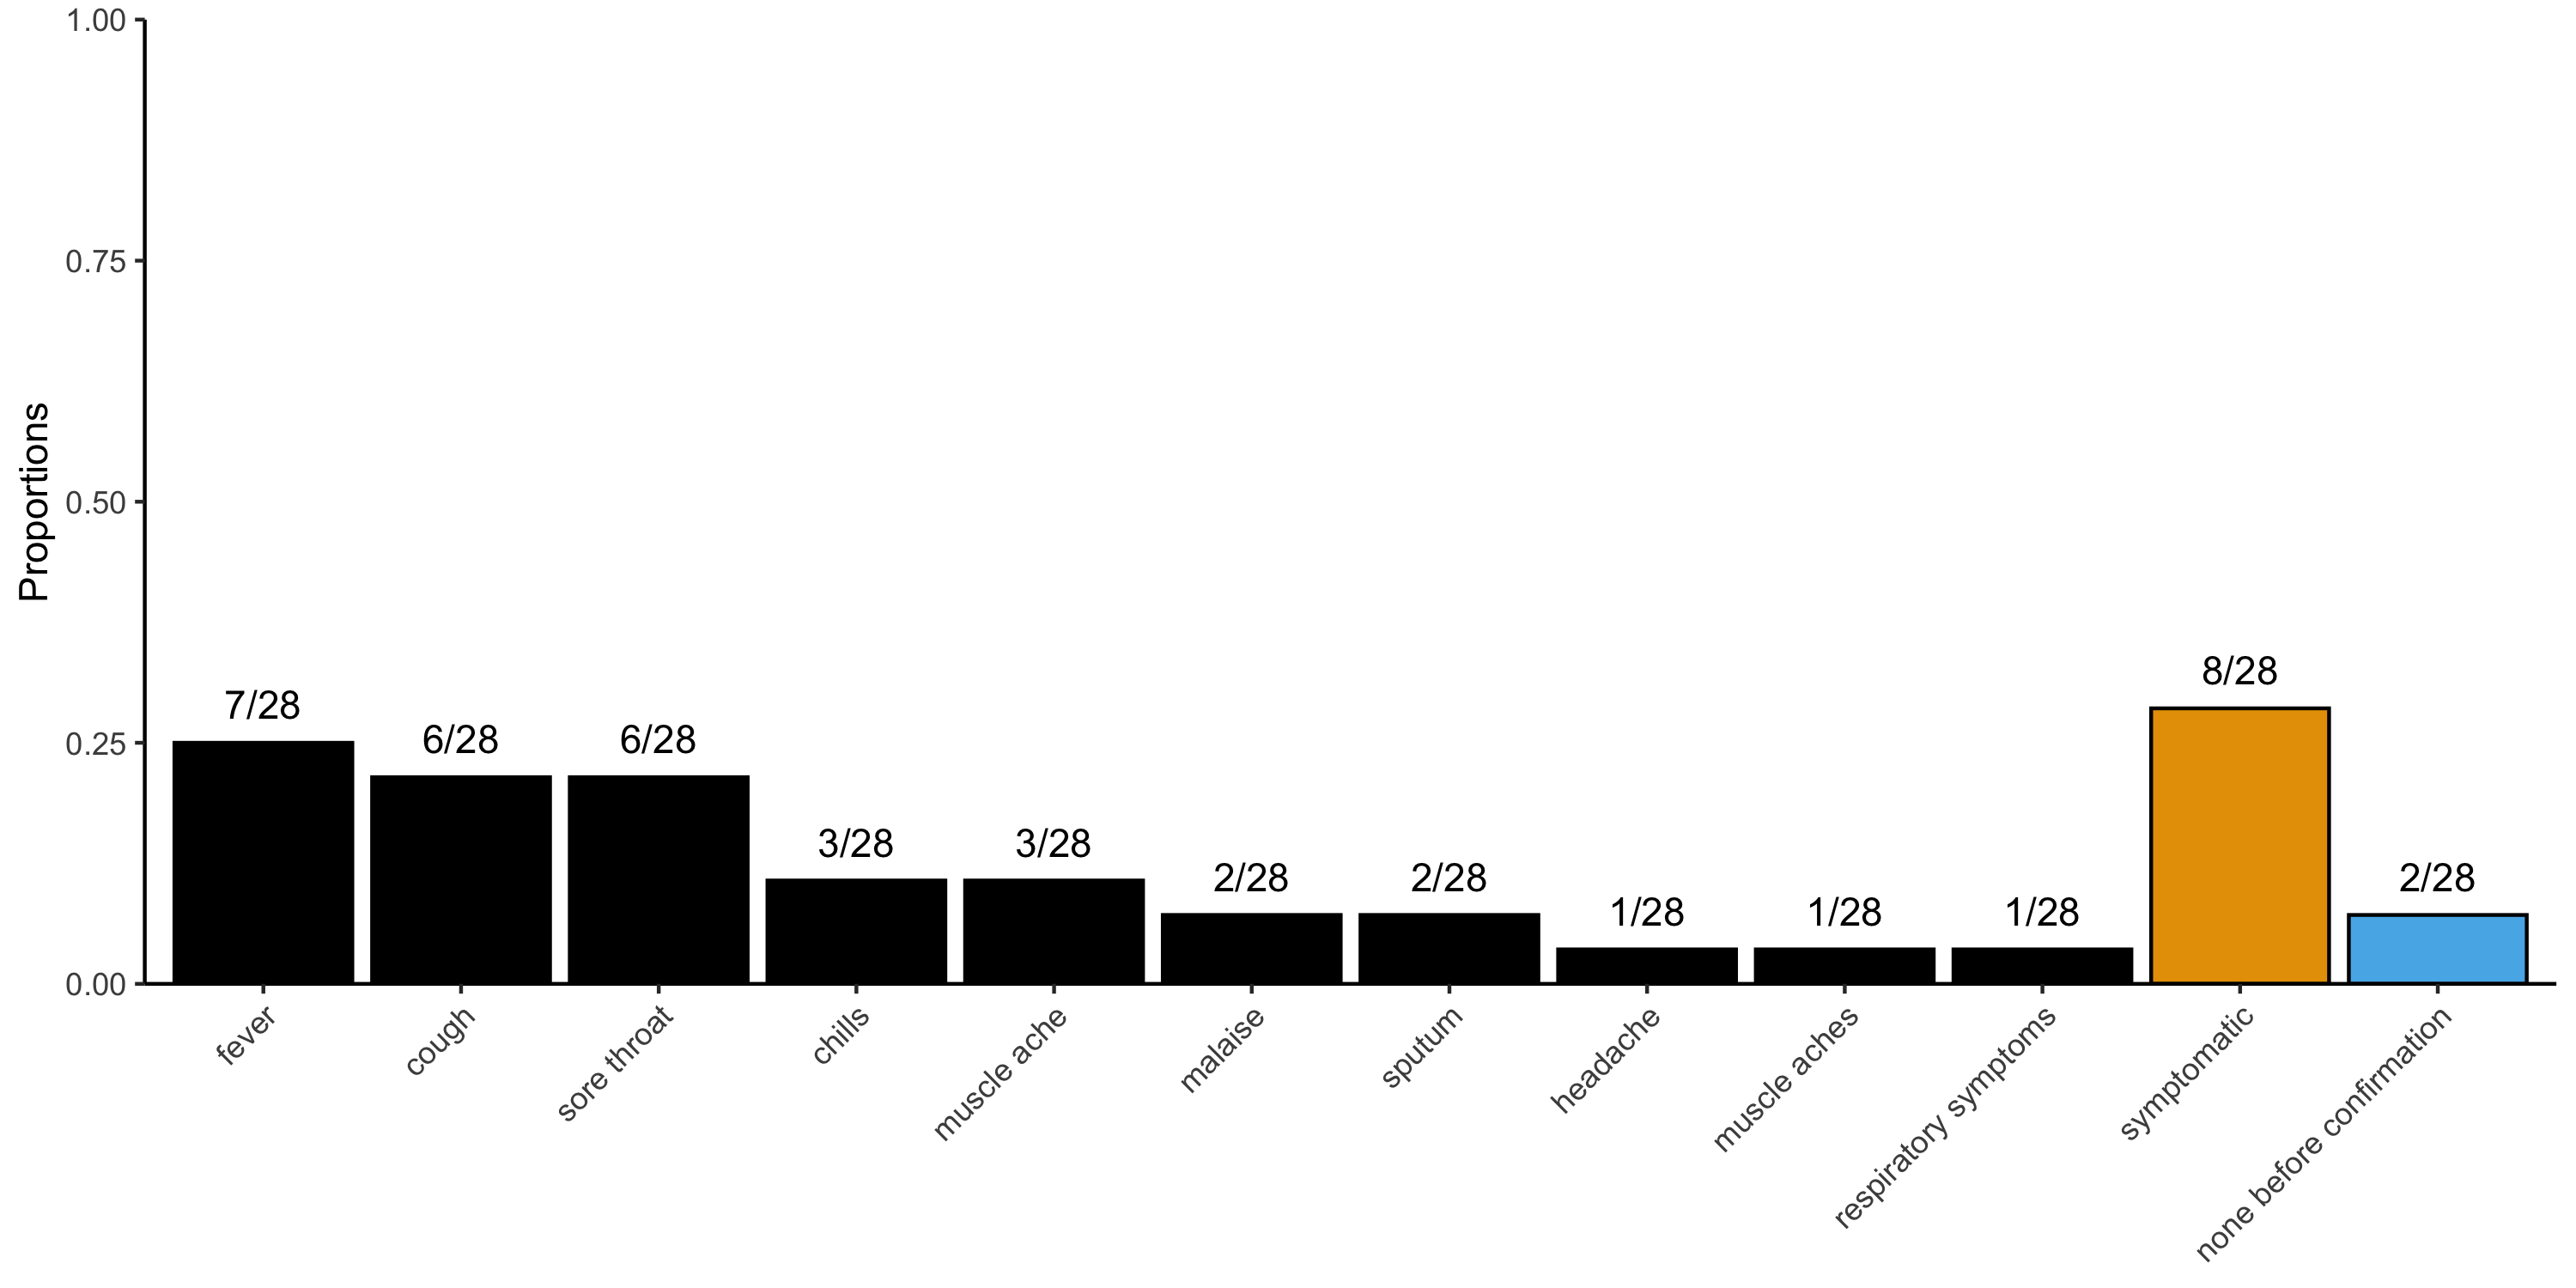 1.00
0.75
0.50
0.25
0.00
Proportions
7/28
6/28
6/28
3/28
3/28
2/28
2/28
1/28
1/28
1/28
8/28
2/28
fever
cough
sore throat
chills
muscle ache
malaise
sputum
headache
muscle aches
respiratory symptoms
symptomatic
none before confirmation